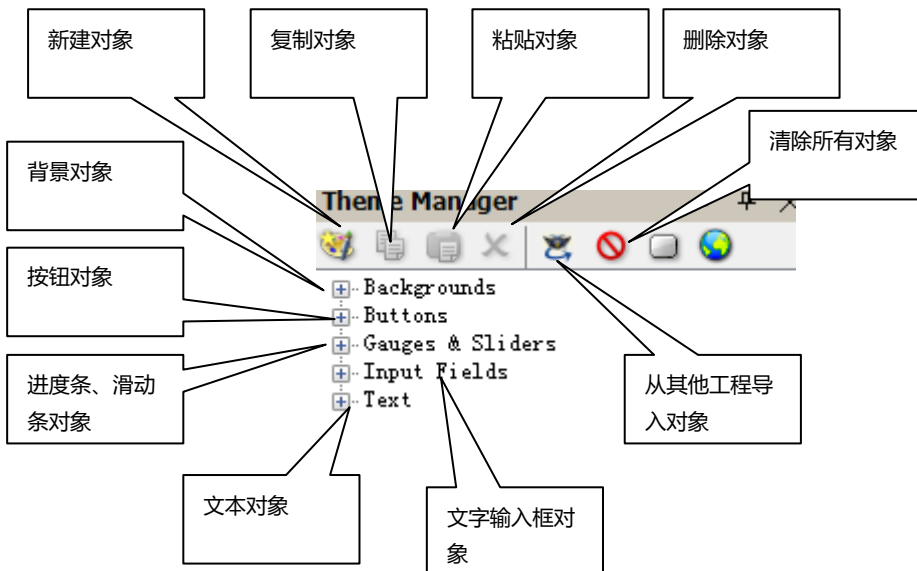 新建对象
复制对象
粘贴对象
删除对象
清除所有对象
背景对象
Theme Manager
按钮对象
Backgrounds
Buttons
Gauges & Sliders
Input Fields
Text
进度条、滑动
条对象
从其他工程导
入对象
文本对象
文字输入框对
象